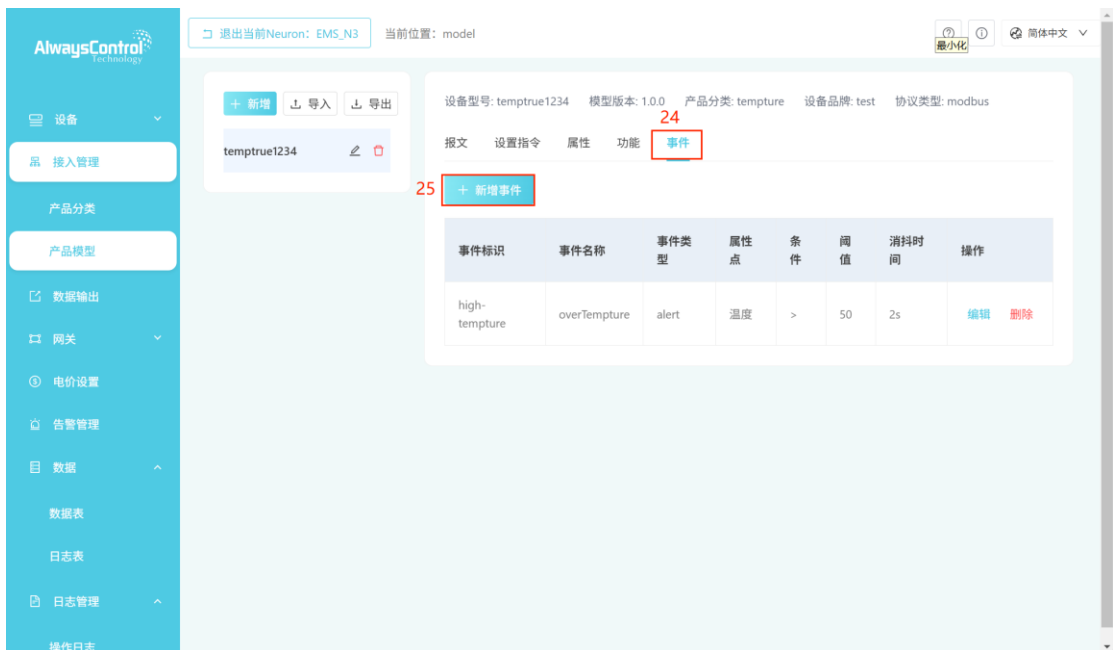 AlwaysControl
Technology
退出当前Neuron：EMS_N3
当前位置：model
最小化
简体中文
设备
接入管理
产品分类
产品模型
数据输出
网关
电价设置
告警管理
数据
数据表
日志表
日志管理
操作日志
新增
导入
导出
temptrue1234
设备型号: temptrue1234 模型版本: 1.0.0 产品分类: tempture 设备品牌: test 协议类型: modbus
24
报文 设置指令 属性 功能 事件
25
新增事件
事件标识 事件名称 事件类型 属性点 条件 阈值 消抖时间 操作
high-tempture overTempture alert 温度 > 50 2s 编辑 删除